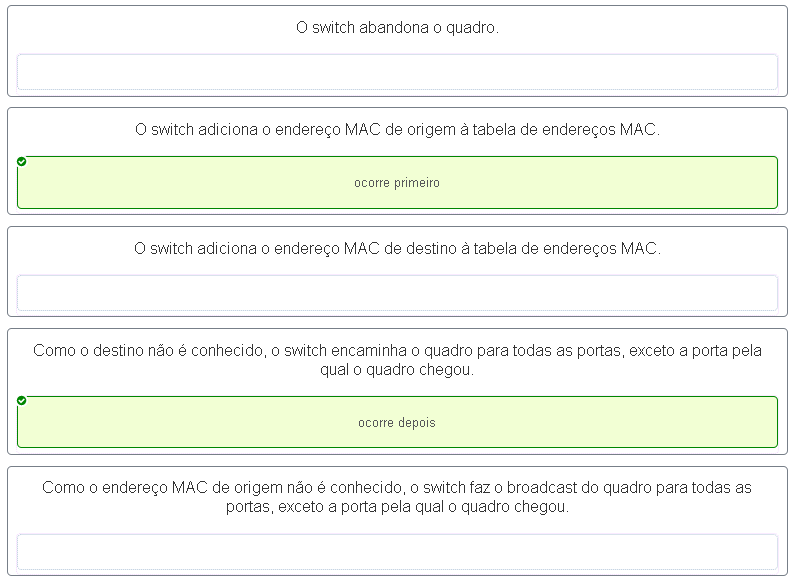 O switch abandona o quadro.
O switch adiciona o endereço MAC de origem à tabela de endereços MAC.
ocorre primeiro
O switch adiciona o endereço MAC de destino à tabela de endereços MAC.
Como o destino não é conhecido, o switch encaminha o quadro para todas as portas, exceto a porta pela
qual o quadro chegou.
ocorre depois
Como o endereço MAC de origem não é conhecido, o switch faz o broadcast do quadro para todas as
portas, exceto a porta pela qual o quadro chegou.